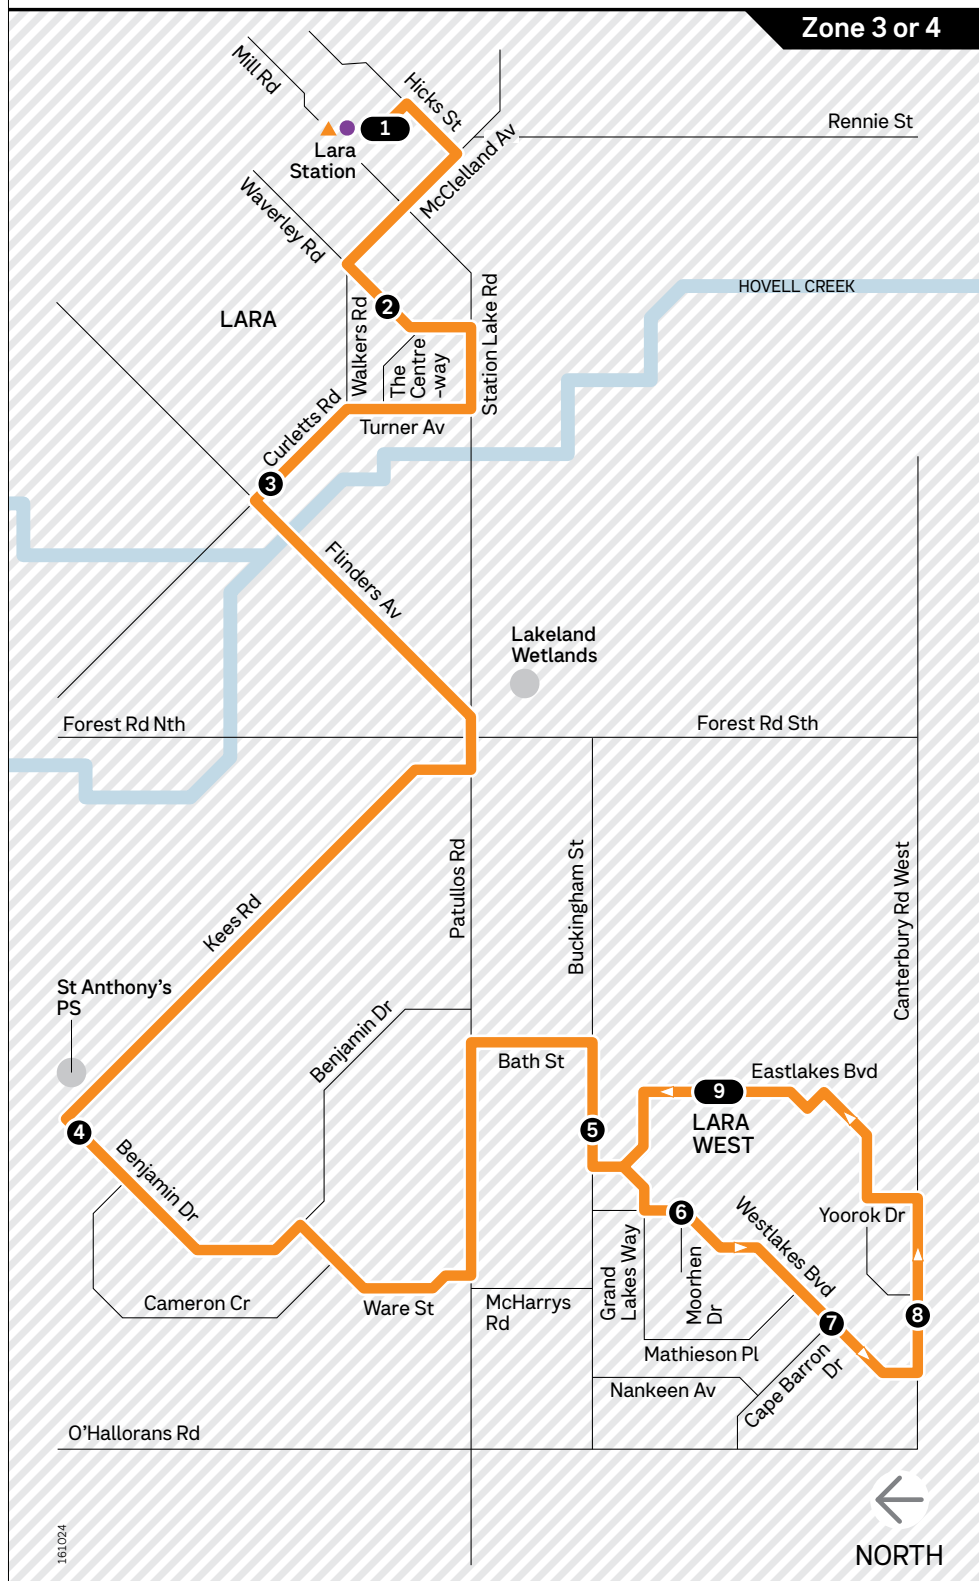 Zone 3 or 4
Mill Rd
Hicks St
1
Lara
Station
Rennie St
McClelland Av
Waverley Rd
HOVELL CREEK
2
LARA
Walkers Rd
The
Centre
-way
Station Lake Rd
Curletts Rd
Turner Av
3
Flinders Av
Lakeland
Wetlands
Forest Rd Nth
Forest Rd Sth
Kees Rd
Patullos Rd
Buckingham St
Canterbury Rd West
St Anthony's
PS
Benjamin Dr
Bath St
Eastlakes Bvd
9
LARA
WEST
4
5
Benjamin Dr
6
Westlakes Bvd
Yoorok Dr
Grand
Lakes Way
Moorhen
Dr
Cameron Cr
Ware St
McHarrys
Rd
7
8
Mathieson Pl
Cape Barron
Dr
Nankeen Av
O'Hallorans Rd
161024
NORTH